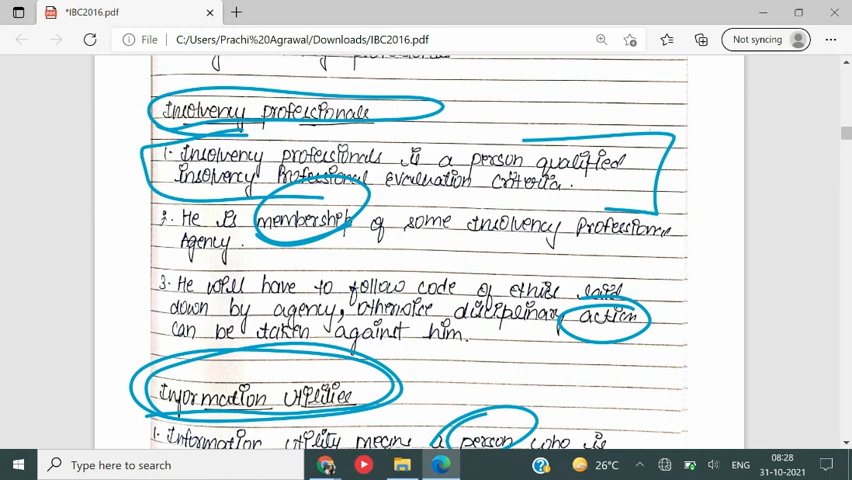 *IBC2016.pdf
File C:/Users/Prachi%20Agrawal/Downloads/IBC2016.pdf Not syncing
Insolvency professionals
1. Insolvency professionals is a person qualified
insolvency Professional evaluation criteria.
2. He is membership of some Insolvency Professional
Agency.
3. He will have to follow code of ethics laid
down by agency, otherwise disciplinary action
can be taken against him.
Information utilities
1. Information utility means a person who is
Type here to search
26°C ENG 08:28
31-10-2021